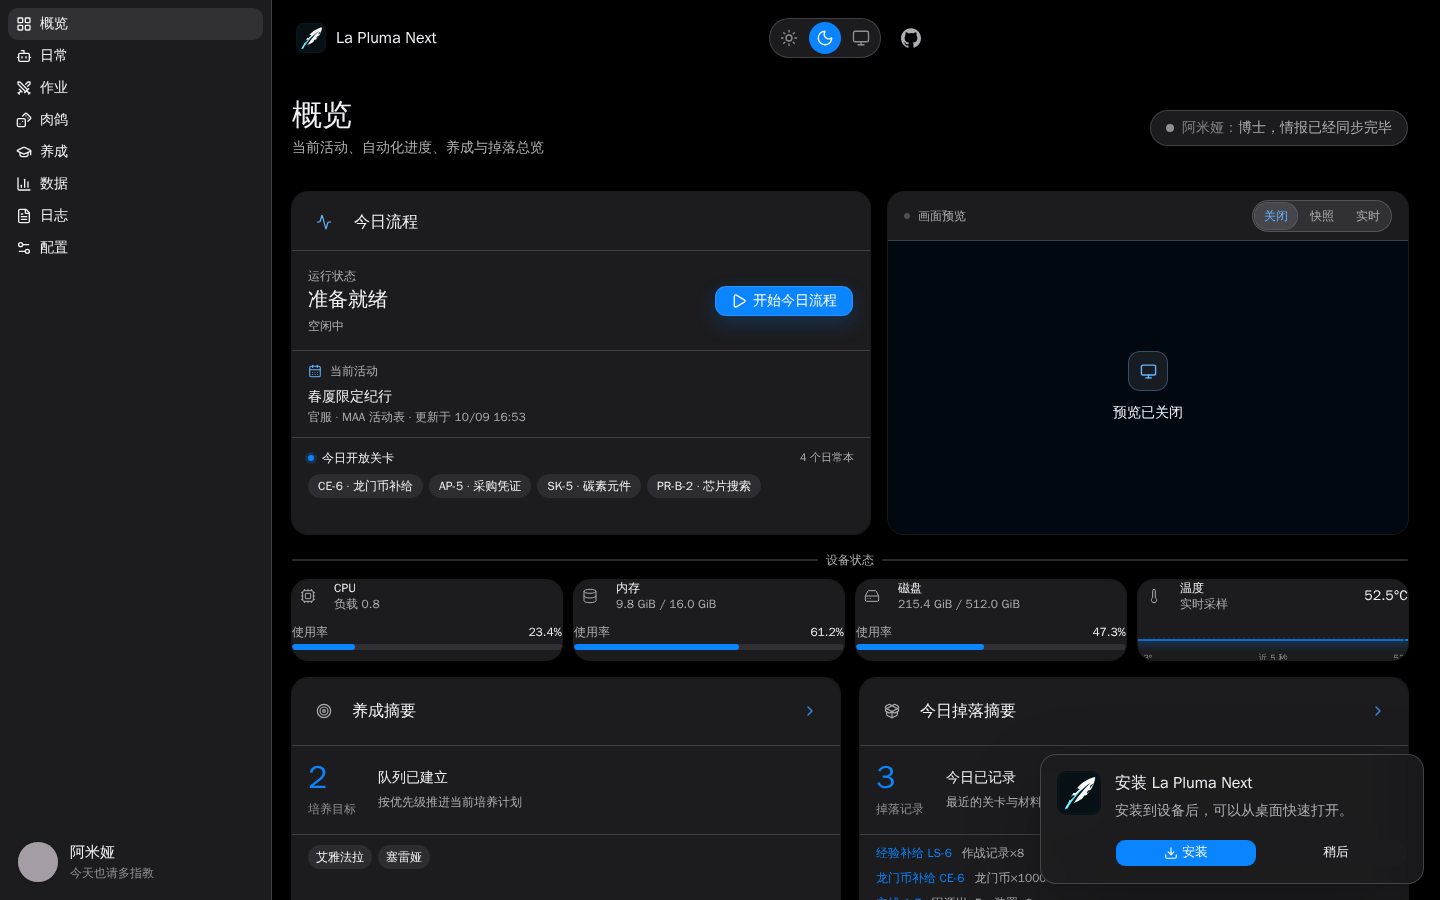 概览
日常
作业
肉鸽
养成
数据
日志
配置
阿米娅
今天也请多指教
La Pluma Next
概览
当前活动、自动化进度、养成与掉落总览
阿米娅：博士，情报已经同步完毕
今日流程
运行状态
准备就绪
空闲中
开始今日流程
当前活动
春厦限定纪行
官服 · MAA 活动表 · 更新于 10/09 16:53
今日开放关卡
4 个日常本
CE-6 · 龙门币补给
AP-5 · 采购凭证
SK-5 · 碳素元件
PR-B-2 · 芯片搜索
画面预览
关闭
快照
实时
预览已关闭
设备状态
CPU
负载 0.8
使用率
23.4%
内存
9.8 GiB / 16.0 GiB
使用率
61.2%
磁盘
215.4 GiB / 512.0 GiB
使用率
47.3%
温度
实时采样
52.5°C
近 5 秒
养成摘要
2
培养目标
队列已建立
按优先级推进当前培养计划
艾雅法拉
塞雷娅
今日掉落摘要
3
掉落记录
今日已记录
最近的关卡与材料
经验补给 LS-6 作战记录×8
龙门币补给 CE-6 龙门币×1000
安装 La Pluma Next
安装到设备后，可以从桌面快速打开。
安装
稍后